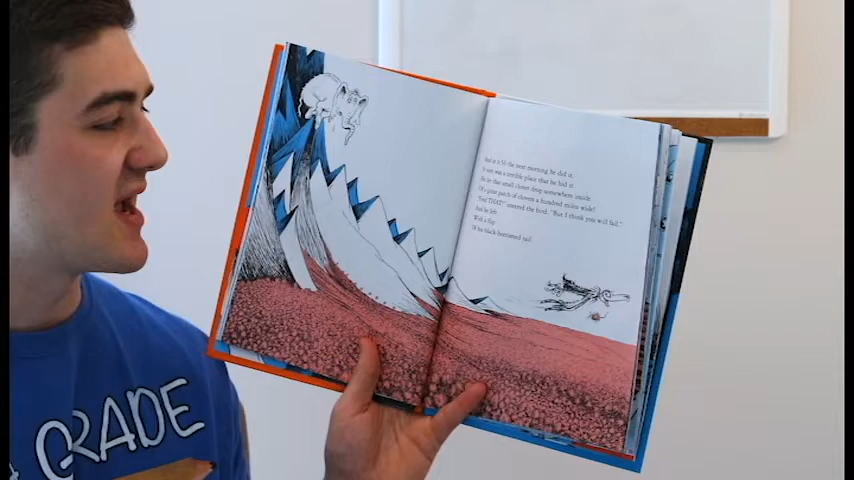 And at 6:56 the next morning he did it.
It sure was a terrible place that he hid it.
He let that small clover drop somewhere inside
Of a great patch of clovers a hundred miles wide!
"Find THAT!" sneered the bird. "But I think you will fail."
And he left
With a flip
Of his black-bottomed tail.
GRADE